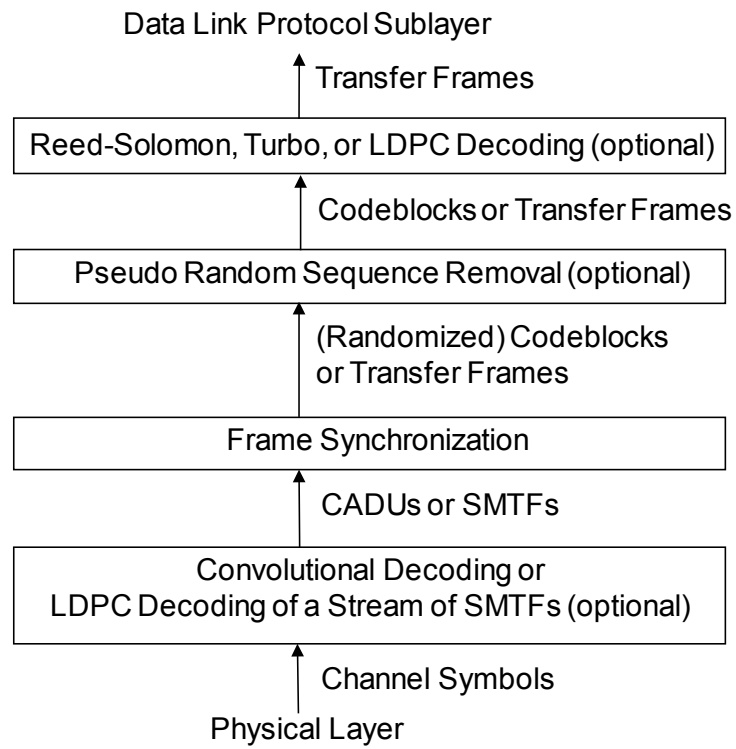 Data Link Protocol Sublayer
Transfer Frames
Reed-Solomon, Turbo, or LDPC Decoding (optional)
Codeblocks or Transfer Frames
Pseudo Random Sequence Removal (optional)
(Randomized) Codeblocks
or Transfer Frames
Frame Synchronization
CADUs or SMTFs
Convolutional Decoding or
LDPC Decoding of a Stream of SMTFs (optional)
Channel Symbols
Physical Layer